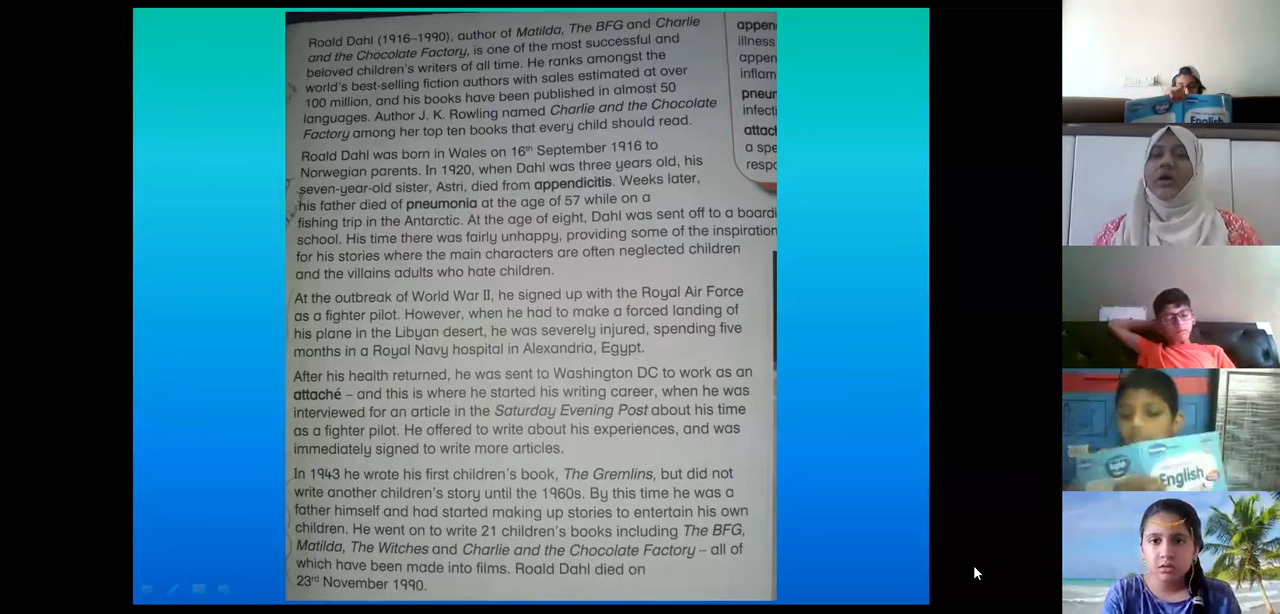 Roald Dahl (1916–1990), author of Matilda, The BFG and Charlie
and the Chocolate Factory, is one of the most successful and
beloved children's writers of all time. He ranks amongst the
world's best-selling fiction authors with sales estimated at over
100 million, and his books have been published in almost 50
languages. Author J. K. Rowling named Charlie and the Chocolate
Factory among her top ten books that every child should read.
Roald Dahl was born in Wales on 16th September 1916 to
Norwegian parents. In 1920, when Dahl was three years old, his
seven-year-old sister, Astri, died from appendicitis. Weeks later,
his father died of pneumonia at the age of 57 while on a
fishing trip in the Antarctic. At the age of eight, Dahl was sent off to a boardi
school. His time there was fairly unhappy, providing some of the inspiration
for his stories where the main characters are often neglected children
and the villains adults who hate children.
At the outbreak of World War II, he signed up with the Royal Air Force
as a fighter pilot. However, when he had to make a forced landing of
his plane in the Libyan desert, he was severely injured, spending five
months in a Royal Navy hospital in Alexandria, Egypt.
After his health returned, he was sent to Washington DC to work as an
attaché – and this is where he started his writing career, when he was
interviewed for an article in the Saturday Evening Post about his time
as a fighter pilot. He offered to write about his experiences, and was
immediately signed to write more articles.
In 1943 he wrote his first children's book, The Gremlins, but did not
write another children's story until the 1960s. By this time he was a
father himself and had started making up stories to entertain his own
children. He went on to write 21 children's books including The BFG,
Matilda, The Witches and Charlie and the Chocolate Factory – all of
which have been made into films. Roald Dahl died on
23rd November 1990.
appen
illness
appen
inflam
pneur
infecti
attach
a spe
respo
English
English